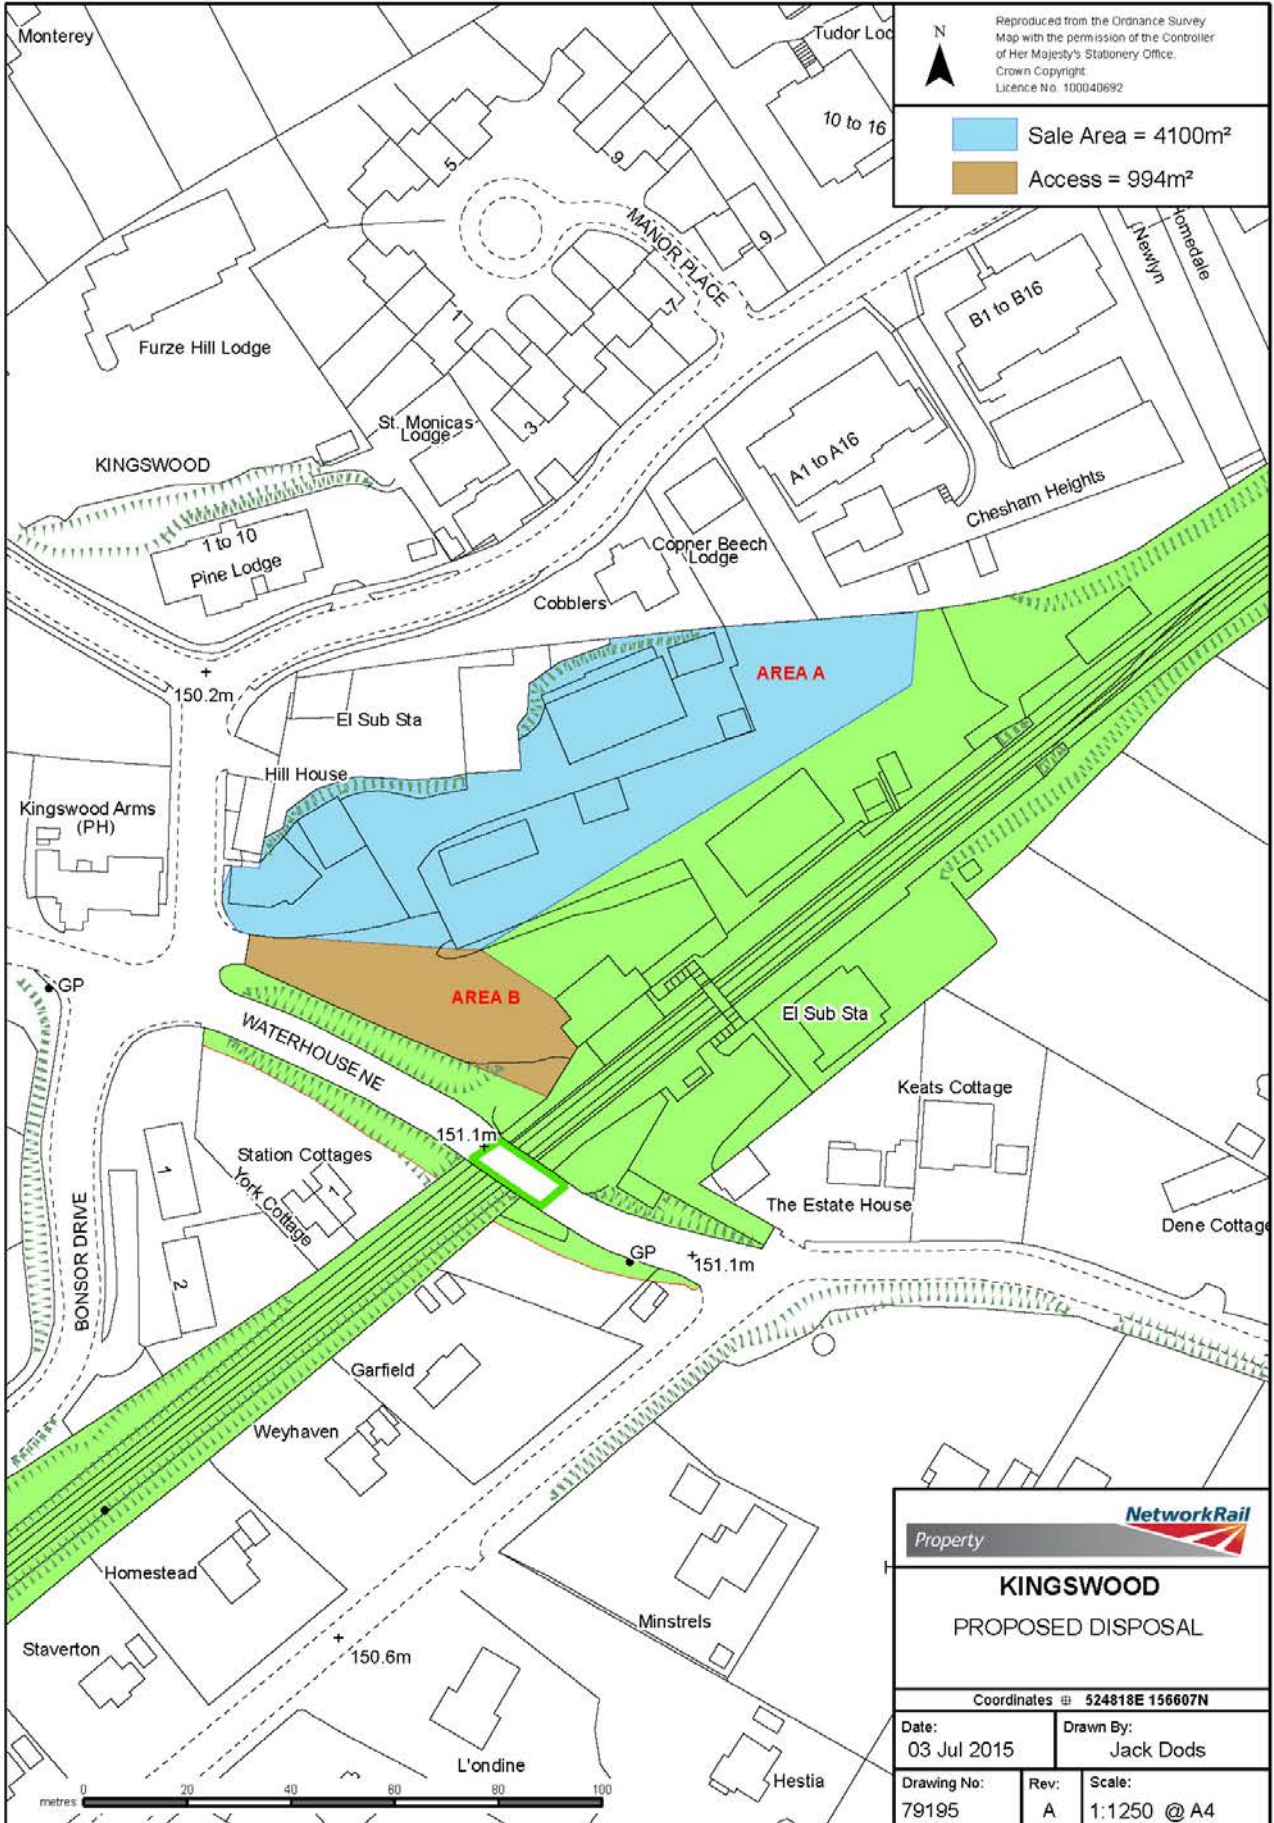 Monterey
Tudor Loc
N
Reproduced from the Ordnance Survey
Map with the permission of the Controller
of Her Majesty's Stationery Office.
Crown Copyright.
Licence No. 100040692
Sale Area = 4100m²
Access = 994m²
10 to 16
5
9
9
MANOR PLACE
7
1
3
Newlyn
Homedale
B1 to B16
Furze Hill Lodge
St. Monicas
Lodge
KINGSWOOD
A1 to A16
Chesham Heights
1 to 10
Pine Lodge
Copper Beech
Lodge
Cobblers
150.2m
AREA A
El Sub Sta
Hill House
Kingswood Arms
(PH)
GP
AREA B
El Sub Sta
WATERHOUSE NE
Keats Cottage
151.1m
Station Cottages
1
York Cottage
1
2
BONSOR DRIVE
The Estate House
Dene Cottage
GP
151.1m
Garfield
Weyhaven
Homestead
Minstrels
Staverton
150.6m
L'ondine
Hestia
3
metres
0 20 40 60 80 100
Property
NetworkRail
KINGSWOOD
PROPOSED DISPOSAL
Coordinates ⊕ 524818E 156607N
Date:
03 Jul 2015
Drawn By:
Jack Dods
Drawing No:
79195
Rev:
A
Scale:
1:1250 @ A4